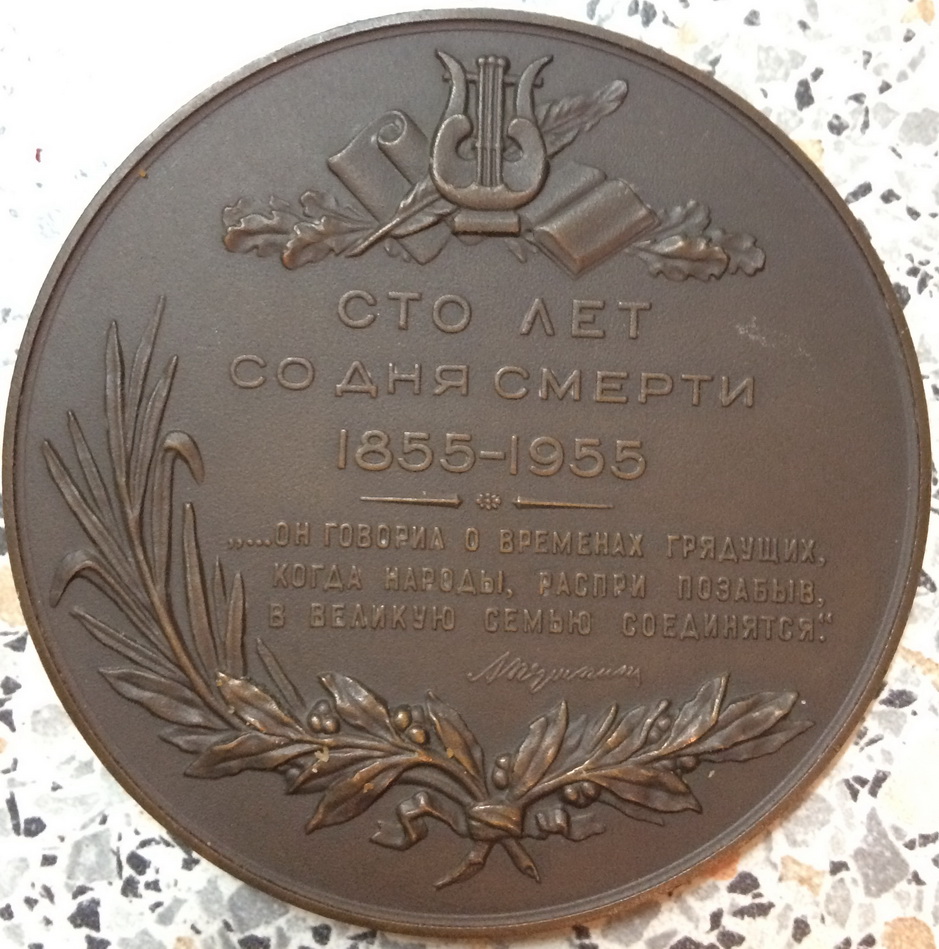 СТО ЛЕТ
СО ДНЯ СМЕРТИ
1855-1955
„...ОН ГОВОРИЛ О ВРЕМЕНАХ ГРЯДУЩИХ,
КОГДА НАРОДЫ, РАСПРИ ПОЗАБЫВ,
В ВЕЛИКУЮ СЕМЬЮ СОЕДИНЯТСЯ."